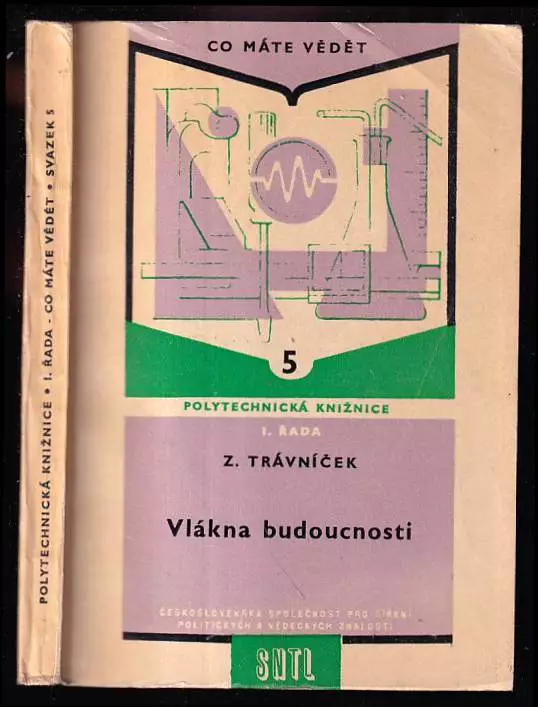 POLYTECHNICKÁ KNIŽNICE • I. ŘADA - CO MÁTE VĚDĚT • SVAZEK 5
CO MÁTE VĚDĚT
5
POLYTECHNICKÁ KNIŽNICE
I. ŘADA
Z. TRÁVNÍČEK
Vlákna budoucnosti
ČESKOSLOVENSKÁ SPOLEČNOST PRO ŠÍŘENÍ
POLITICKÝCH A VĚDECKÝCH ZNALOSTÍ
SNTL